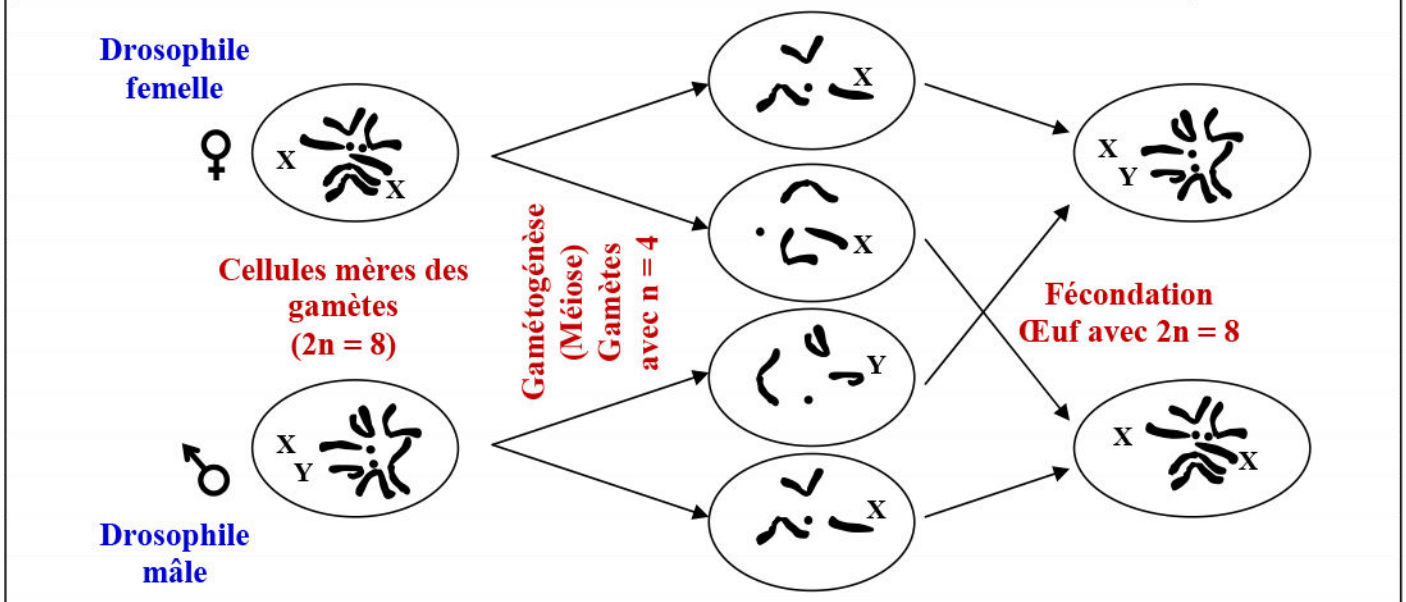 Drosophile
femelle
♀
X
X
Cellules mères des
gamètes
(2n = 8)
X
Y
♂
Drosophile
mâle
Gamétogénèse
(Méiose)
Gamètes
avec n = 4
X
X
Y
X
X
Y
Fécondation
Œuf avec 2n = 8
X
X